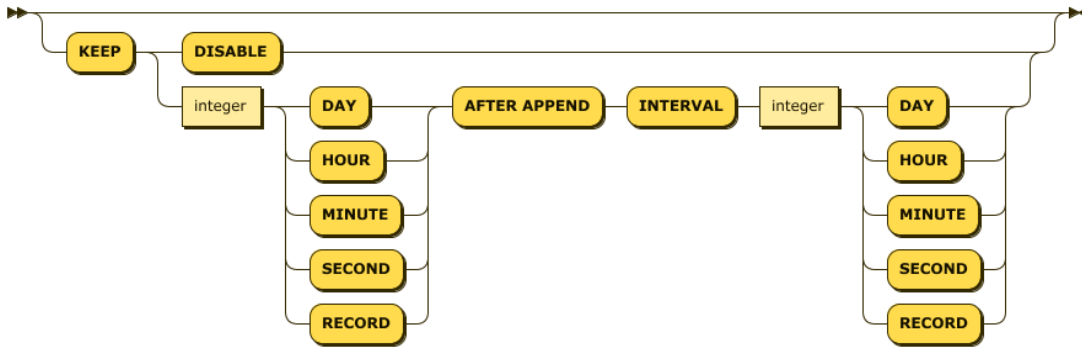 KEEP DISABLE
integer DAY AFTER APPEND INTERVAL integer DAY
HOUR HOUR
MINUTE MINUTE
SECOND SECOND
RECORD RECORD